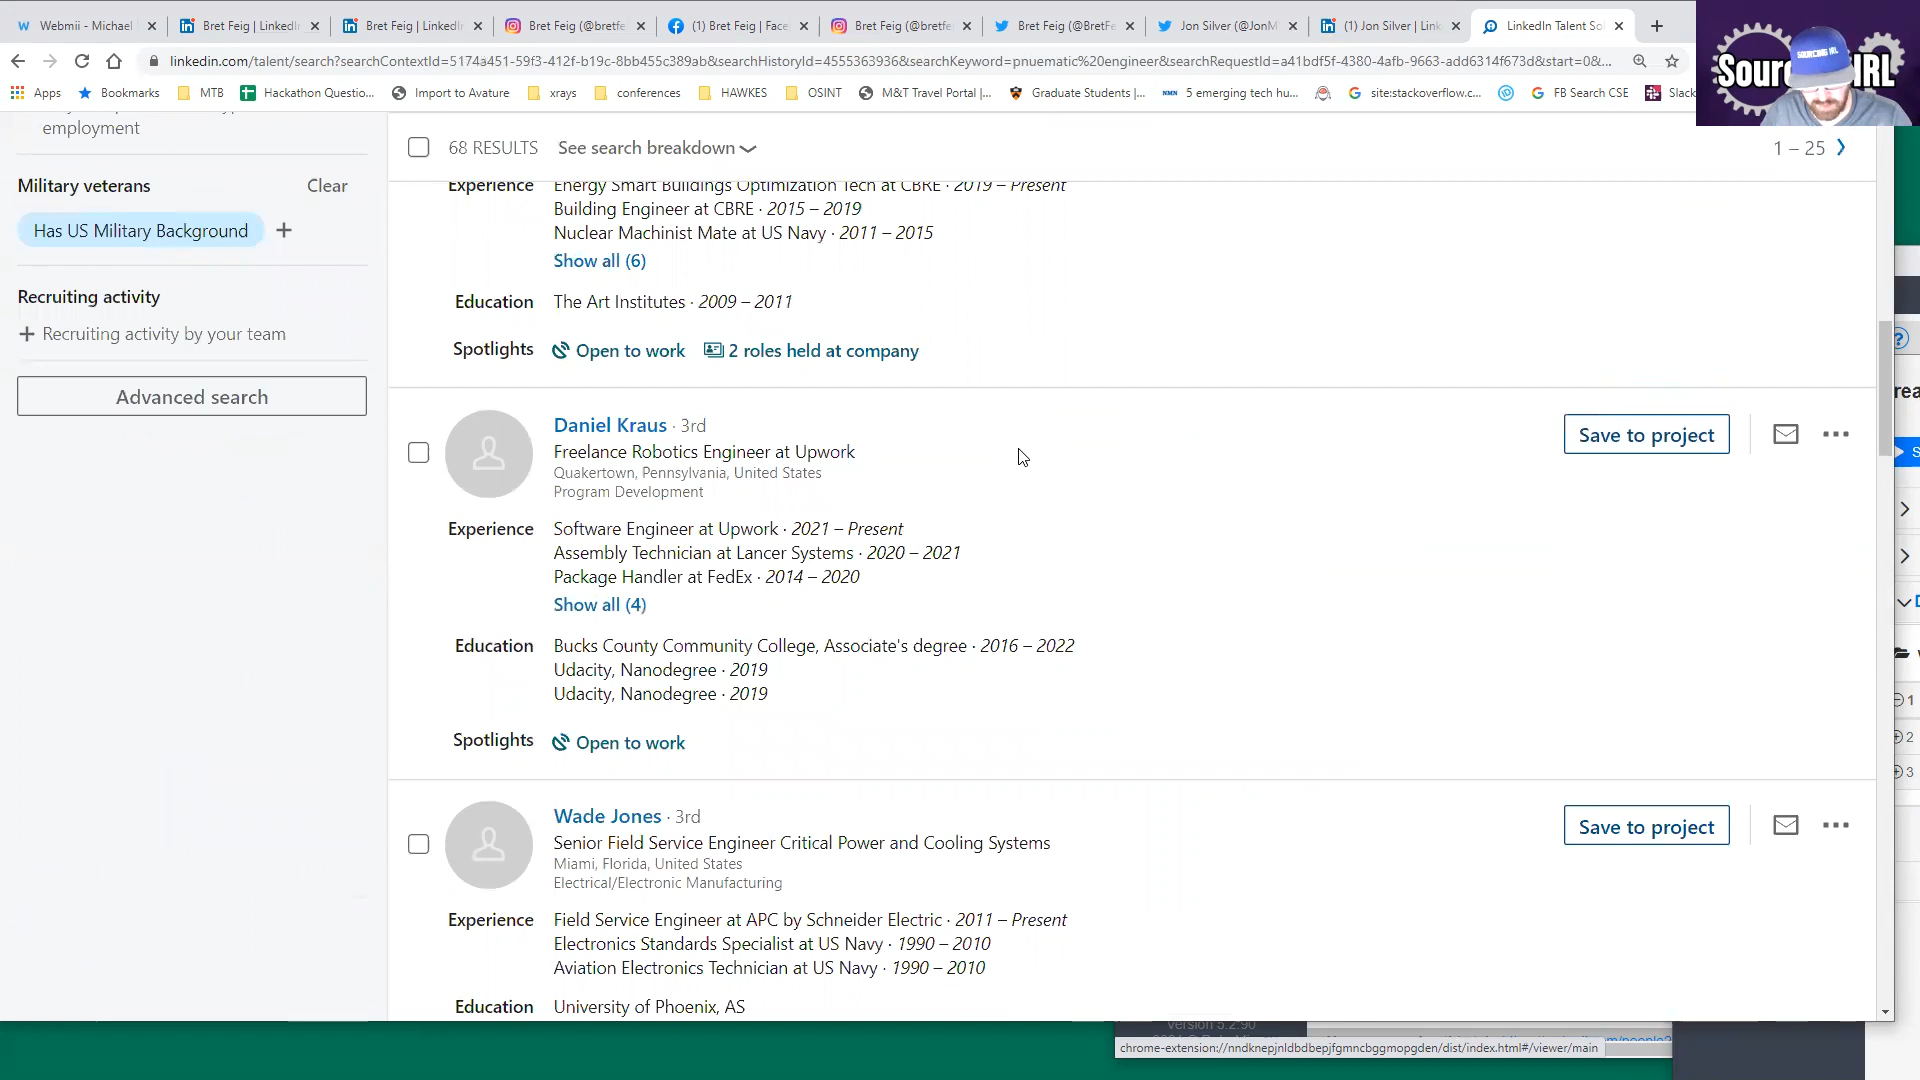 Webmii - Michael
Bret Feig | LinkedIn
Bret Feig | LinkedIn
Bret Feig (@bretfe
(1) Bret Feig | Face
Bret Feig (@bretfe
Bret Feig (@BretFe
Jon Silver (@JonM
(1) Jon Silver | Link
LinkedIn Talent So
linkedin.com/talent/search?searchContextId=5174a451-59f3-412f-b19c-8bb455c389ab&searchHistoryId=4555363936&searchKeyword=pnuematic%20engineer&searchRequestId=a41bdf5f-4380-4afb-9663-add6314f673d&start=0&...
Apps
Bookmarks
MTB
Hackathon Questio...
Import to Avature
xrays
conferences
HAWKES
OSINT
M&T Travel Portal |...
Graduate Students |...
5 emerging tech hu...
site:stackoverflow.c...
FB Search CSE
Slack
SOURCING IRL
IRL
employment
Military veterans
Clear
Has US Military Background
Recruiting activity
Recruiting activity by your team
Advanced search
68 RESULTS
See search breakdown
1 – 25
Experience
Energy Smart Buildings Optimization Tech at CBRE · 2019 – Present
Building Engineer at CBRE · 2015 – 2019
Nuclear Machinist Mate at US Navy · 2011 – 2015
Show all (6)
Education
The Art Institutes · 2009 – 2011
Spotlights
Open to work
2 roles held at company
Daniel Kraus · 3rd
Freelance Robotics Engineer at Upwork
Quakertown, Pennsylvania, United States
Program Development
Save to project
Experience
Software Engineer at Upwork · 2021 – Present
Assembly Technician at Lancer Systems · 2020 – 2021
Package Handler at FedEx · 2014 – 2020
Show all (4)
Education
Bucks County Community College, Associate's degree · 2016 – 2022
Udacity, Nanodegree · 2019
Udacity, Nanodegree · 2019
Spotlights
Open to work
Wade Jones · 3rd
Senior Field Service Engineer Critical Power and Cooling Systems
Miami, Florida, United States
Electrical/Electronic Manufacturing
Save to project
Experience
Field Service Engineer at APC by Schneider Electric · 2011 – Present
Electronics Standards Specialist at US Navy · 1990 – 2010
Aviation Electronics Technician at US Navy · 1990 – 2010
Education
University of Phoenix, AS
1
2
3
Version 5.2.90
chrome-extension://nndknepjnldbdbepjfgmncbggmopgden/dist/index.html#/viewer/main